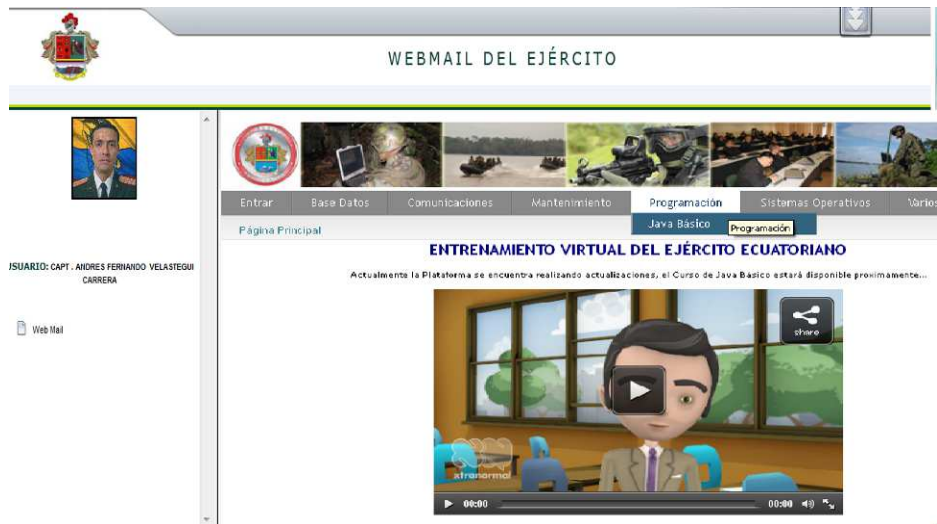 WEBMAIL DEL EJÉRCITO
USUARIO: CAPT . ANDRES FERNANDO VELASTEGUI
CARRERA
Web Mail
Entrar Base Datos Comunicaciones Mantenimiento Programación Sistemas Operativos Varios
Java Básico
Programación
Página Principal
ENTRENAMIENTO VIRTUAL DEL EJÉRCITO ECUATORIANO
Actualmente la Plataforma se encuentra realizando actualizaciones, el Curso de Java Básico estará disponible proximamente...
share
xtranormal
00:00 00:00